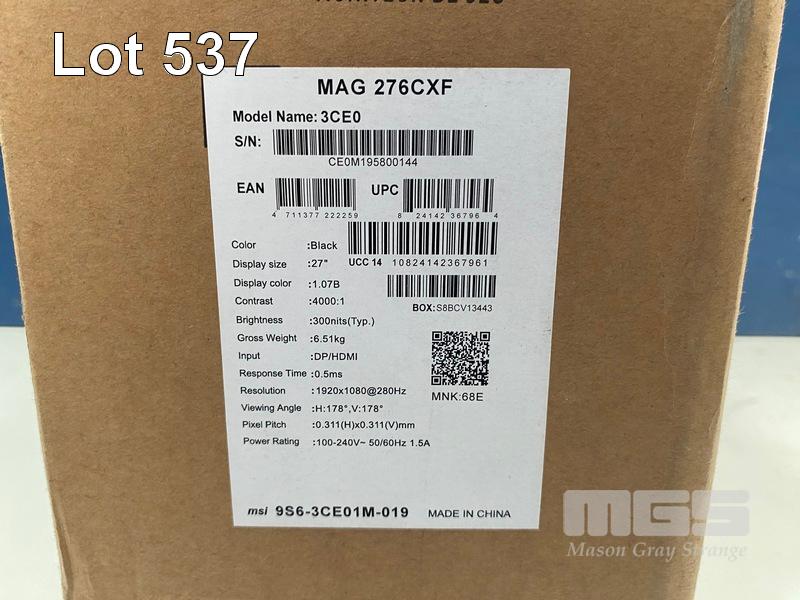 Lot 537
MAG 276CXF
Model Name: 3CE0
S/N:
CE0M195800144
EAN
4 711377 222259
UPC
8 24142 36796 4
Color :Black
UCC 14 10824142367961
Display size :27"
Display color :1.07B
Contrast :4000:1
BOX:S8BCV13443
Brightness :300nits(Typ.)
Gross Weight :6.51kg
Input :DP/HDMI
Response Time :0.5ms
Resolution :1920x1080@280Hz
MNK:68E
Viewing Angle :H:178°,V:178°
Pixel Pitch :0.311(H)x0.311(V)mm
Power Rating :100-240V~ 50/60Hz 1.5A
msi 9S6-3CE01M-019 MADE IN CHINA
MGS
Mason Gray Strange